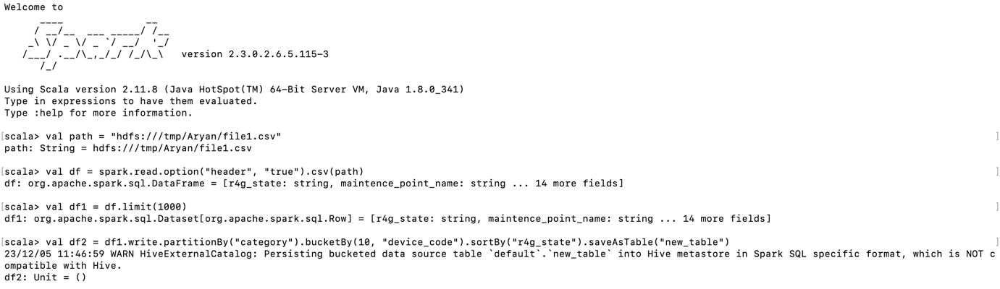 Welcome to
      ____              __
     / __/__  ___ _____/ /__
    _\ \/ _ \/ _ `/ __/  '_/
   /___/ .__/\_,_/_/ /_/\_\   version 2.3.0.2.6.5.115-3
      /_/
Using Scala version 2.11.8 (Java HotSpot(TM) 64-Bit Server VM, Java 1.8.0_341)
Type in expressions to have them evaluated.
Type :help for more information.
[scala> val path = "hdfs:///tmp/Aryan/file1.csv" ]
path: String = hdfs:///tmp/Aryan/file1.csv
[scala> val df = spark.read.option("header", "true").csv(path) ]
df: org.apache.spark.sql.DataFrame = [r4g_state: string, maintence_point_name: string ... 14 more fields]
[scala> val df1 = df.limit(1000) ]
df1: org.apache.spark.sql.Dataset[org.apache.spark.sql.Row] = [r4g_state: string, maintence_point_name: string ... 14 more fields]
[scala> val df2 = df1.write.partitionBy("category").bucketBy(10, "device_code").sortBy("r4g_state").saveAsTable("new_table") ]
23/12/05 11:46:59 WARN HiveExternalCatalog: Persisting bucketed data source table `default`.`new_table` into Hive metastore in Spark SQL specific format, which is NOT c
ompatible with Hive.
df2: Unit = ()